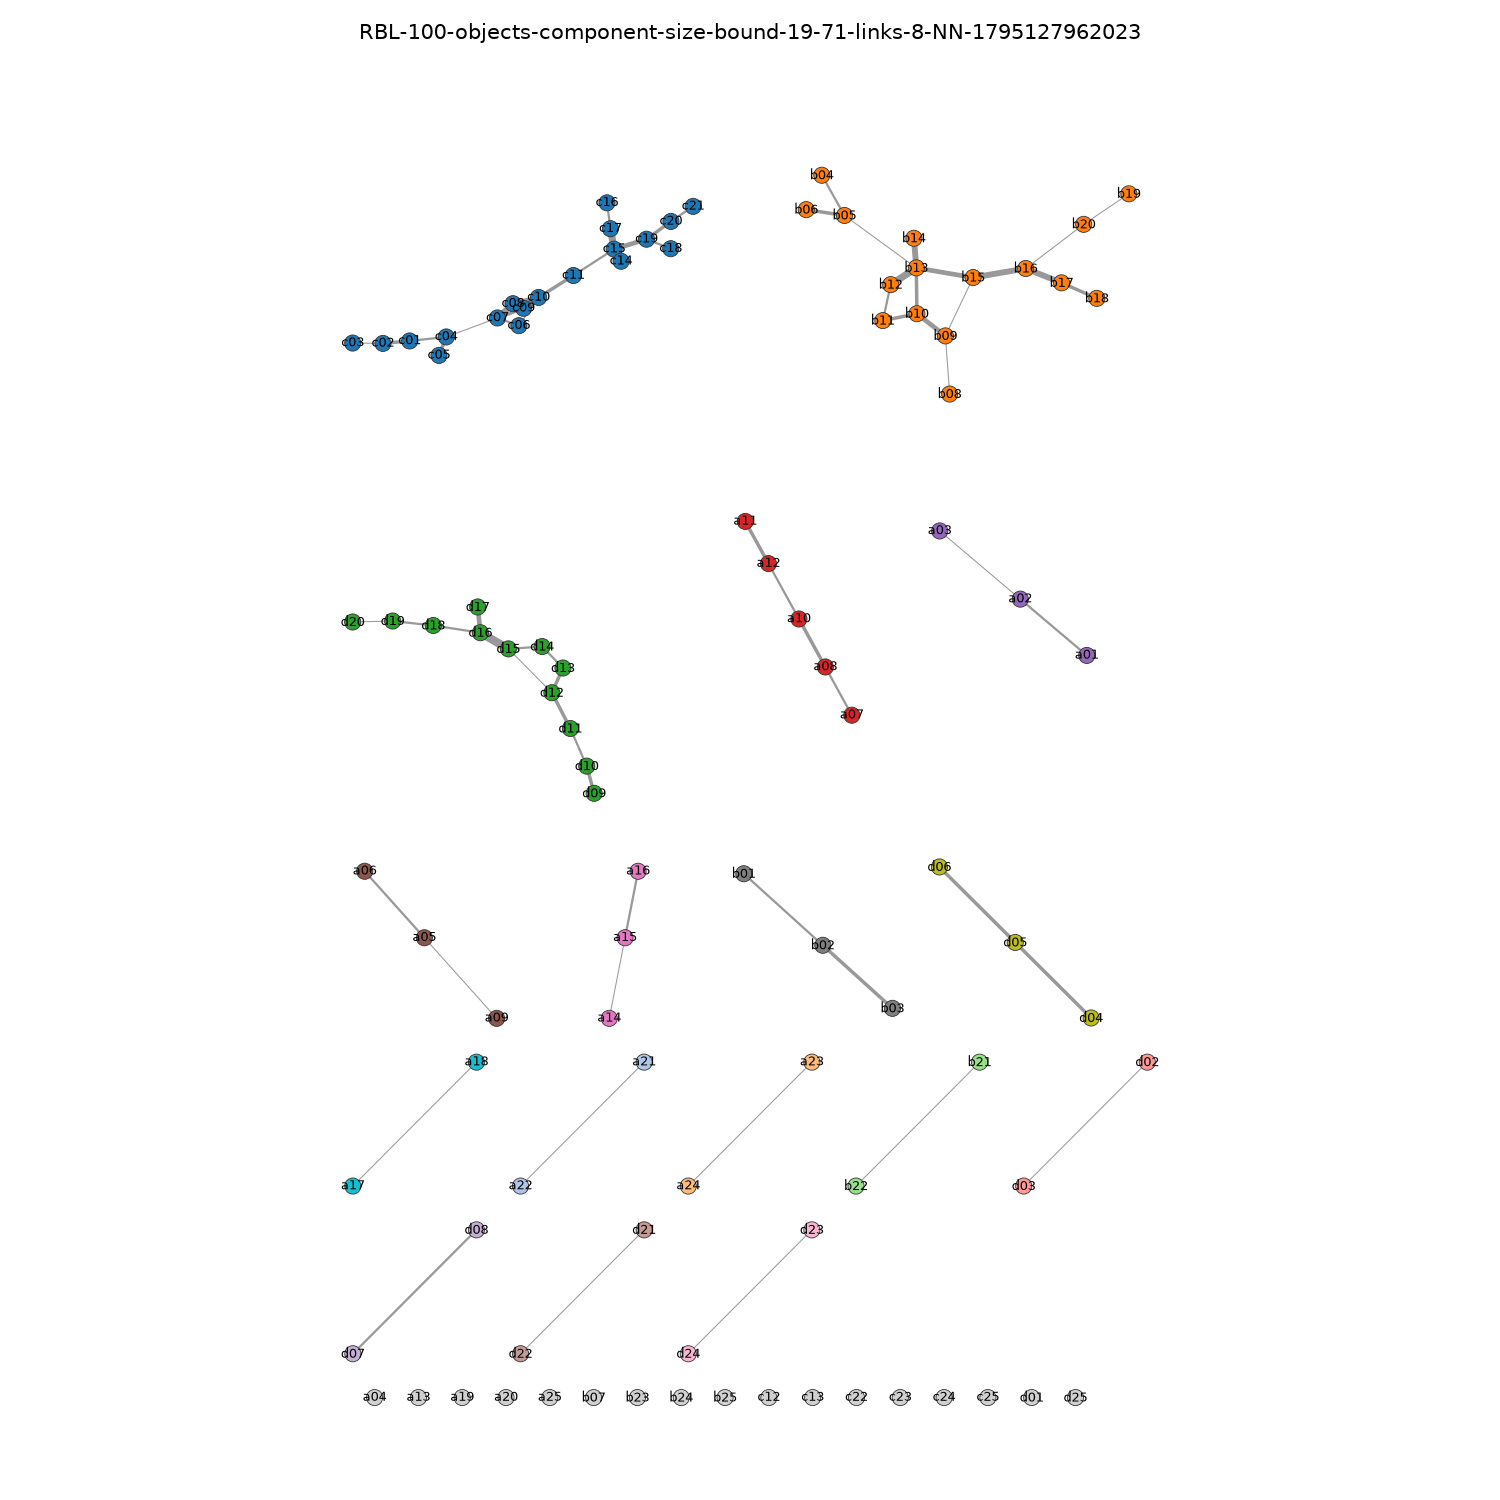 RBL-100-objects-component-size-bound-19-71-links-8-NN-1795127962023
b04
b19
c16
c21
b06
b05
c20
b20
c17
b14
c19
c15
c18
c14
b13
b16
c11
b15
b12
b17
c10
b18
c08
c09
c07
b10
b11
c06
c04
b09
c01
c03
c02
c05
b08
a11
a03
a12
a02
d17
a10
d20
d19
d18
d16
d14
d15
a01
a08
d13
d12
a07
d11
d10
d09
a06
a16
b01
d06
a05
a15
b02
d05
b03
a09
a14
d04
a18
a21
a23
b21
d02
a17
a22
a24
b22
d03
d08
d21
d23
d07
d22
d24
a04 a13 a19 a20 a25 b07 b23 b24 b25 c12 c13 c22 c23 c24 c25 d01 d25